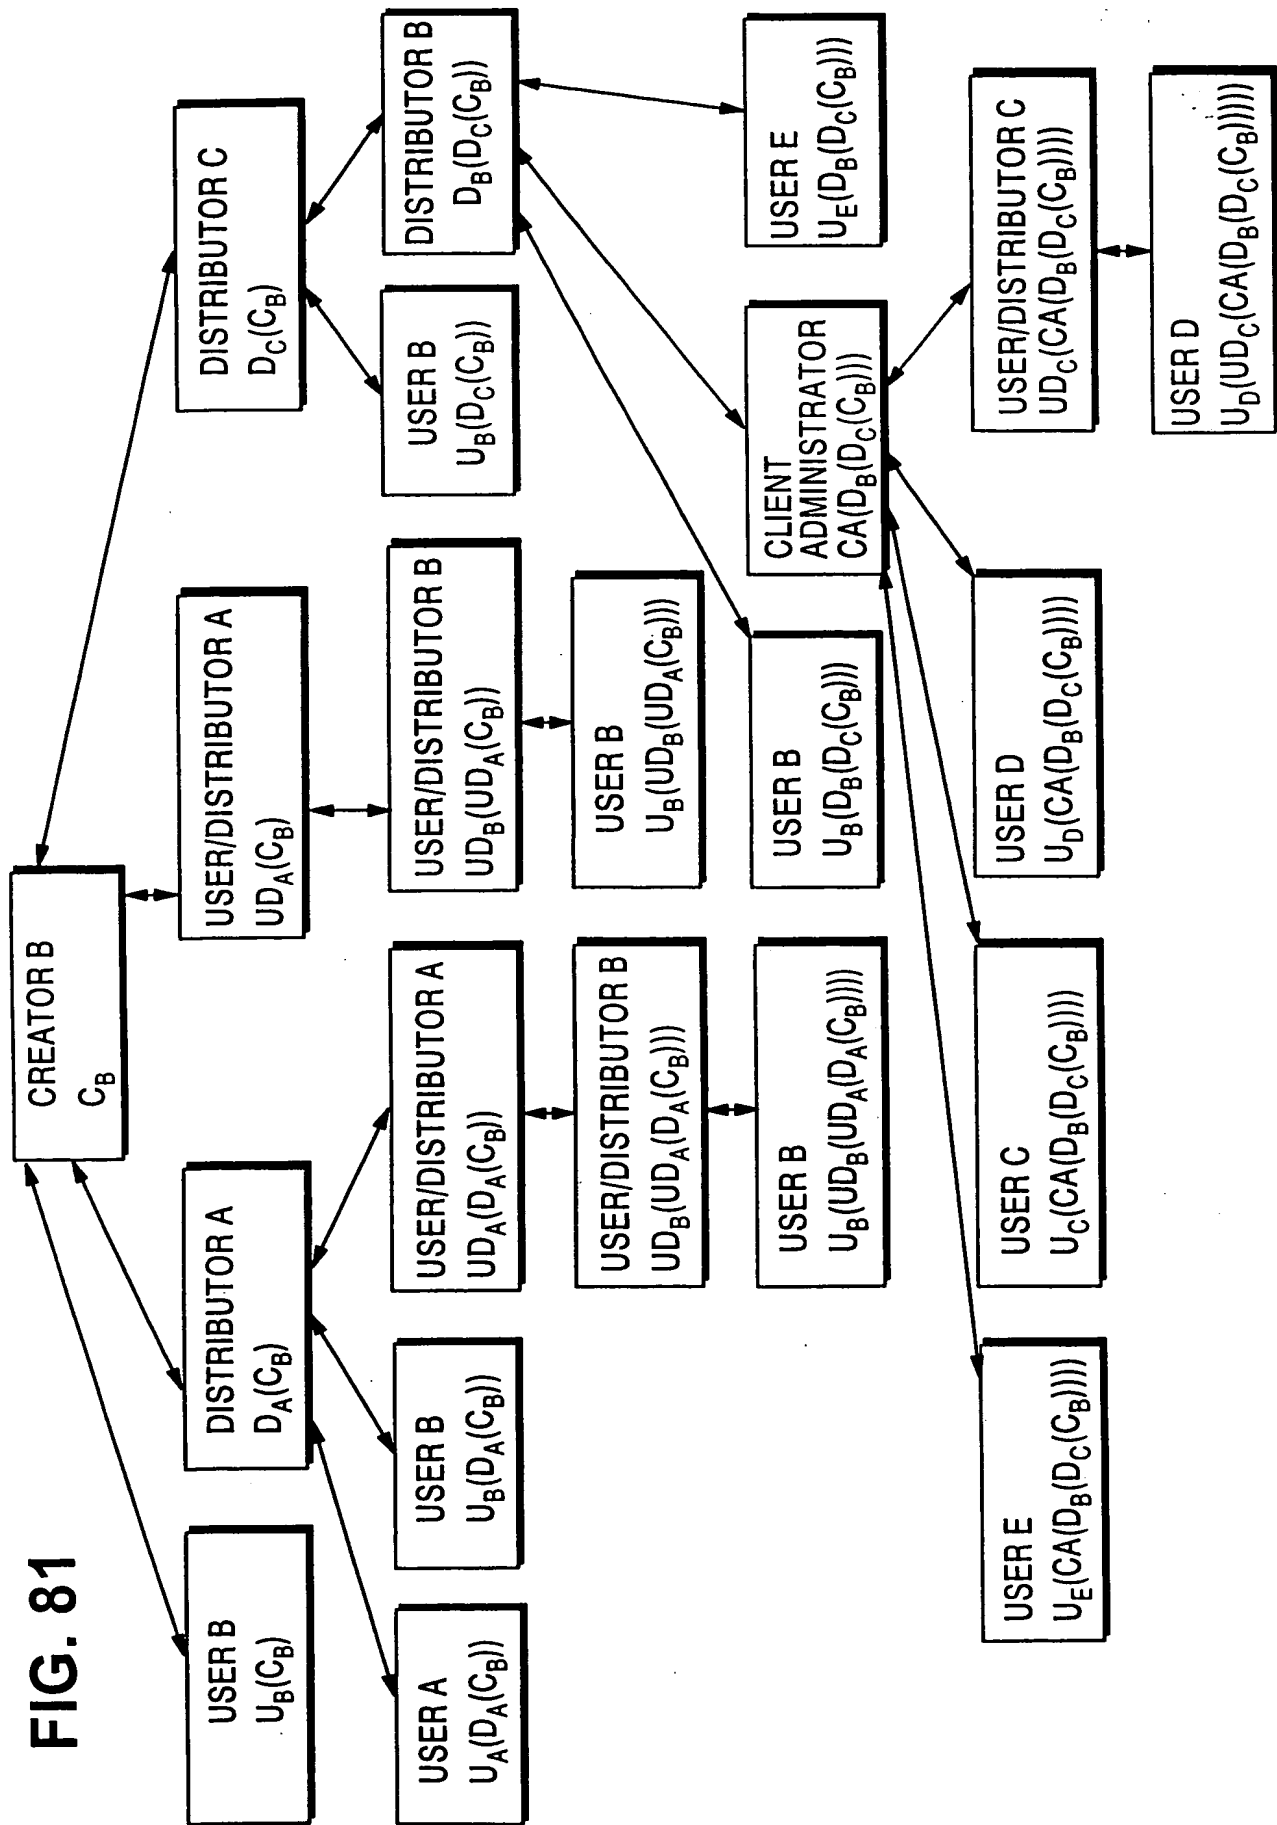 FIG. 81
CREATOR B
C_B
USER B
U_B(C_B)
DISTRIBUTOR A
D_A(C_B)
USER/DISTRIBUTOR A
UD_A(C_B)
DISTRIBUTOR C
D_C(C_B)
USER A
U_A(D_A(C_B))
USER B
U_B(D_A(C_B))
USER/DISTRIBUTOR A
UD_A(D_A(C_B))
USER/DISTRIBUTOR B
UD_B(UD_A(C_B))
USER B
U_B(D_C(C_B))
DISTRIBUTOR B
D_B(D_C(C_B))
USER/DISTRIBUTOR B
UD_B(UD_A(D_A(C_B)))
USER B
U_B(UD_B(UD_A(C_B)))
USER B
U_B(UD_B(UD_A(D_A(C_B))))
USER B
U_B(D_B(D_C(C_B)))
CLIENT
ADMINISTRATOR
CA(D_B(D_C(C_B)))
USER E
U_E(D_B(D_C(C_B)))
USER E
U_E(CA(D_B(D_C(C_B))))
USER C
U_C(CA(D_B(D_C(C_B))))
USER D
U_D(CA(D_B(D_C(C_B))))
USER/DISTRIBUTOR C
UD_C(CA(D_B(D_C(C_B))))
USER D
U_D(UD_C(CA(D_B(D_C(C_B)))))